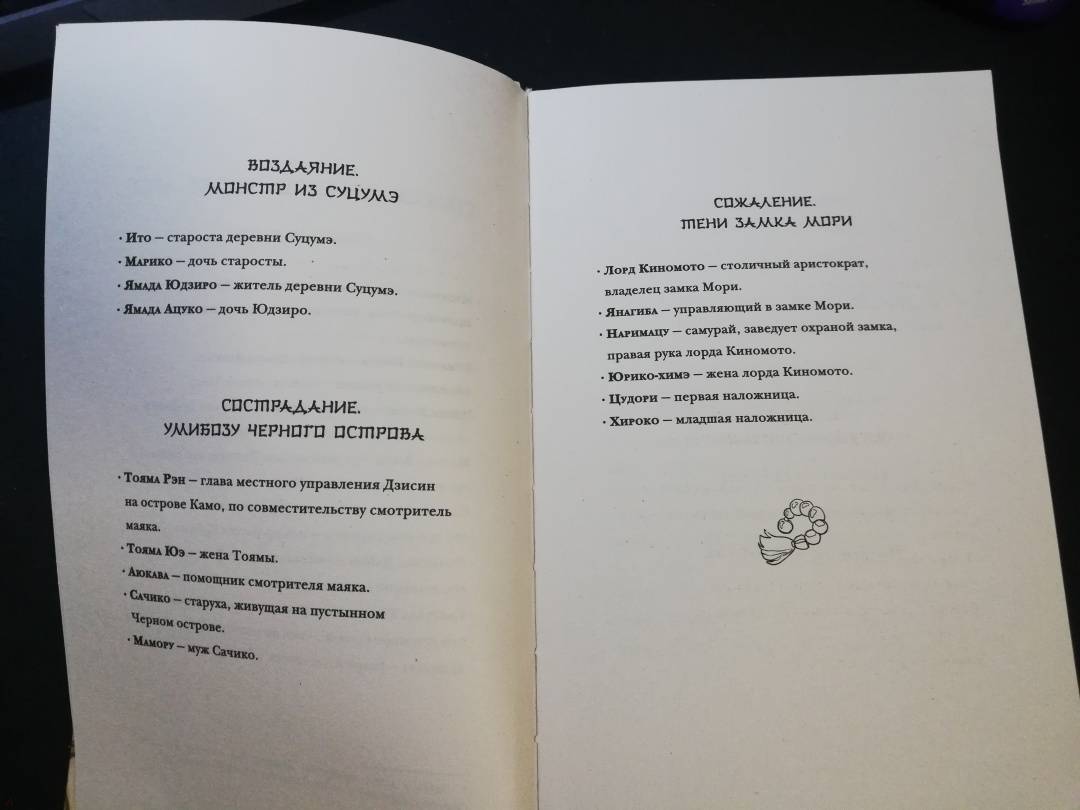 ВОЗДАЯНИЕ.
МОНСТР ИЗ СУЦУМЭ
· Ито — староста деревни Суцумэ.
· Марико — дочь старосты.
· Ямада Юдзиро — житель деревни Суцумэ.
· Ямада Ацуко — дочь Юдзиро.
СОСТРАДАНИЕ.
УМИБОЗУ ЧЕРНОГО ОСТРОВА
· Тояма Рэн — глава местного управления Дзисин
на острове Камо, по совместительству смотритель
маяка.
· Тояма Юэ — жена Тоямы.
· Аюкава — помощник смотрителя маяка.
· Сачико — старуха, живущая на пустынном
Черном острове.
· Мамору — муж Сачико.
СОЖАЛЕНИЕ.
ТЕНИ ЗАМКА МОРИ
· Лорд Киномото — столичный аристократ,
владелец замка Мори.
· Янагиба — управляющий в замке Мори.
· Наримацу — самурай, заведует охраной замка,
правая рука лорда Киномото.
· Юрико-химэ — жена лорда Киномото.
· Цудори — первая наложница.
· Хироко — младшая наложница.